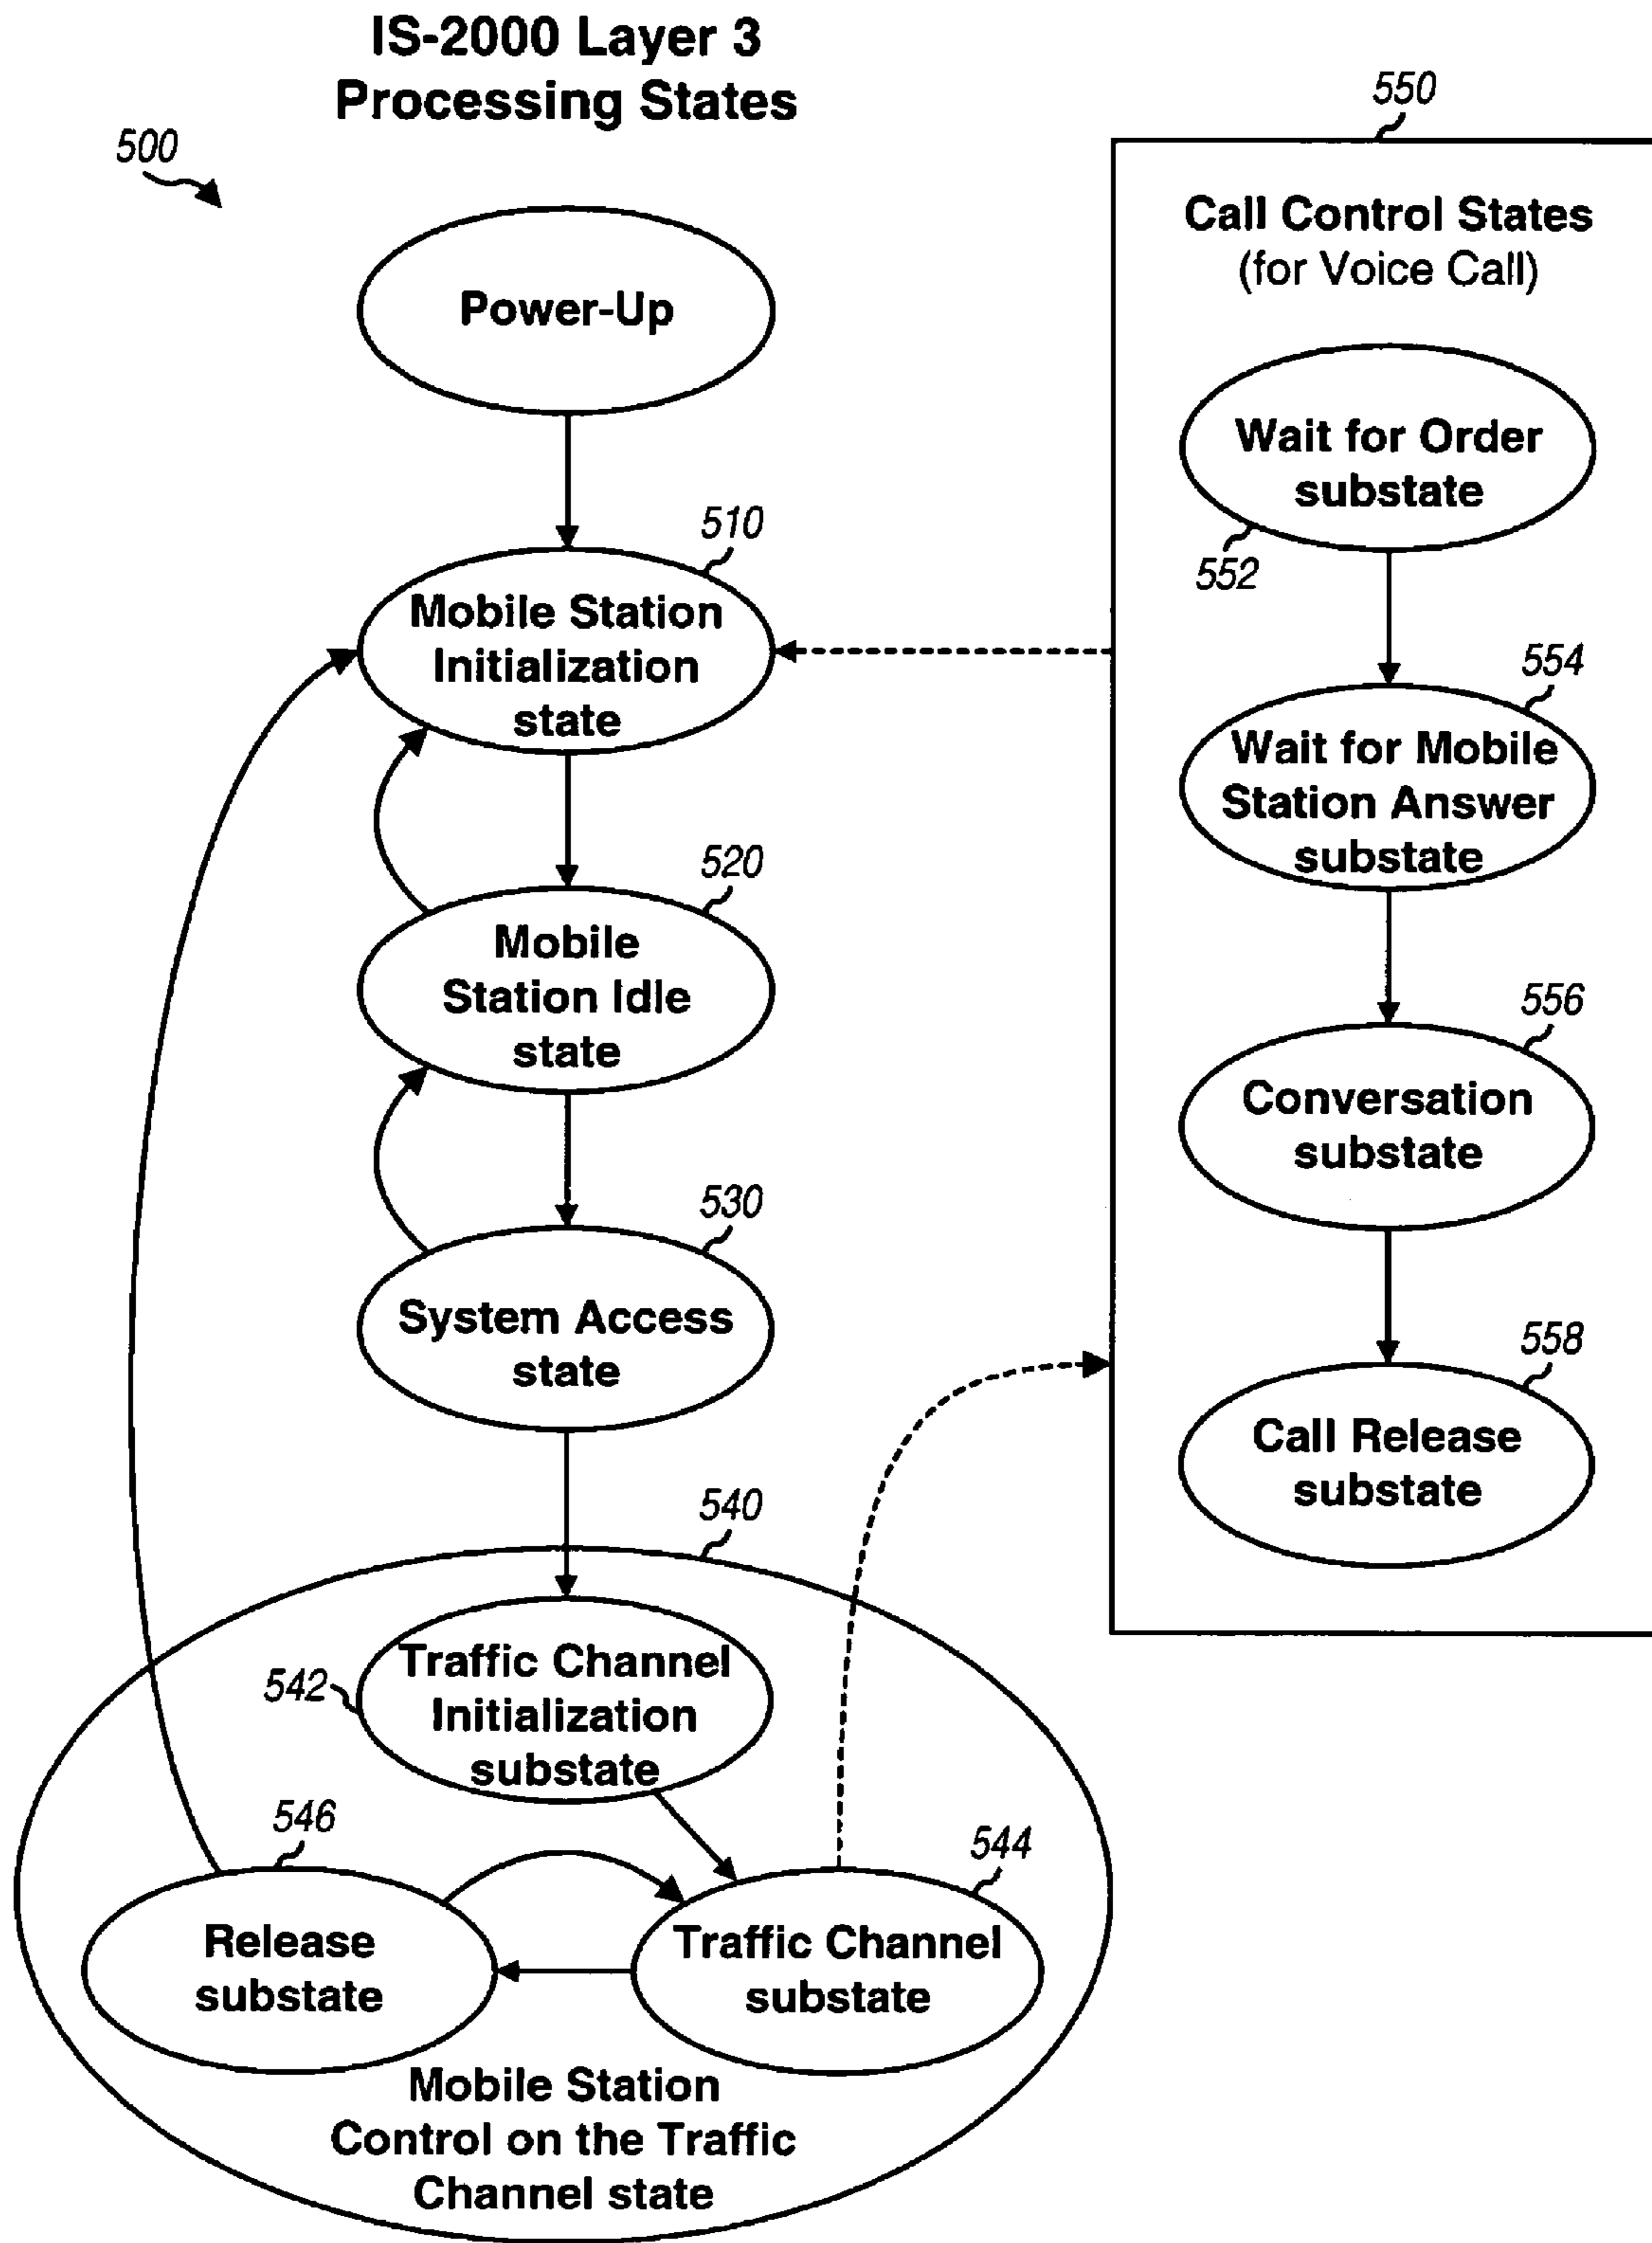 IS-2000 Layer 3
Processing States
500
Power-Up
510
Mobile Station
Initialization
state
520
Mobile
Station Idle
state
530
System Access
state
540
542
Traffic Channel
Initialization
substate
546
Release
substate
544
Traffic Channel
substate
Mobile Station
Control on the Traffic
Channel state
550
Call Control States
(for Voice Call)
Wait for Order
substate
552
554
Wait for Mobile
Station Answer
substate
556
Conversation
substate
558
Call Release
substate